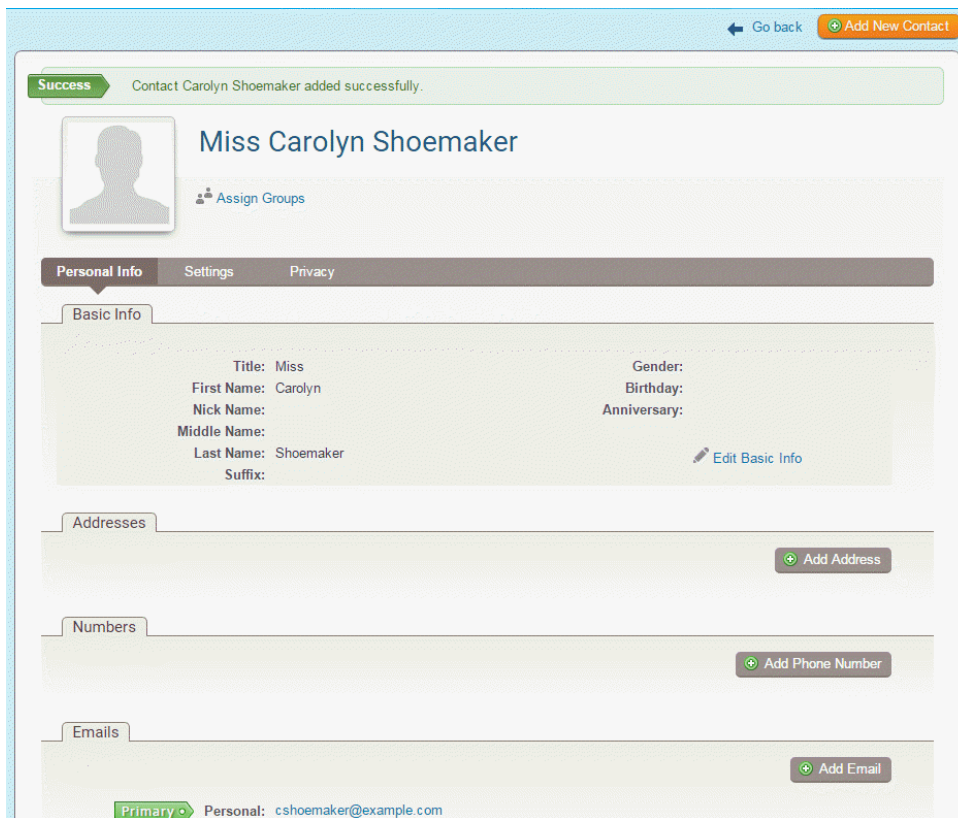 Go back Add New Contact
Success Contact Carolyn Shoemaker added successfully.
Miss Carolyn Shoemaker
Assign Groups
Personal Info Settings Privacy
Basic Info
Title: Miss Gender:
First Name: Carolyn Birthday:
Nick Name: Anniversary:
Middle Name:
Last Name: Shoemaker Edit Basic Info
Suffix:
Addresses
Add Address
Numbers
Add Phone Number
Emails
Add Email
Primary Personal: cshoemaker@example.com